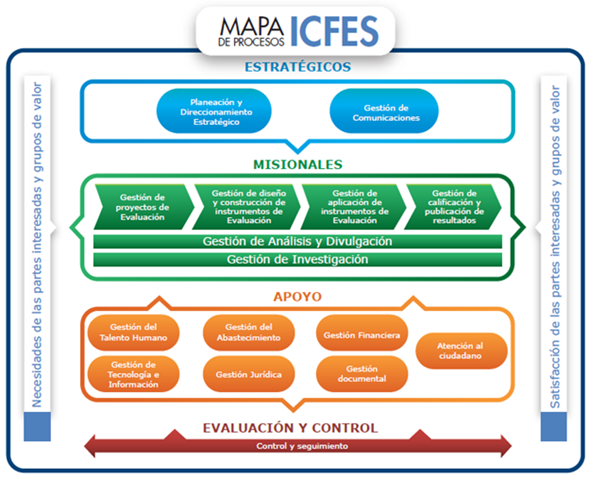 MAPA
DE PROCESOS
ICFES
ESTRATÉGICOS
Planeación y
Direccionamiento
Estratégico
Gestión de
Comunicaciones
Necesidades de las partes interesadas y grupos de valor
MISIONALES
Gestión de
proyectos de
Evaluación
Gestión de diseño
y construcción de
instrumentos de
Evaluación
Gestión de
aplicación de
instrumentos de
Evaluación
Gestión de
calificación y
publicación de
resultados
Gestión de Análisis y Divulgación
Gestión de Investigación
Satisfacción de las partes interesadas y grupos de valor
APOYO
Gestión del
Talento Humano
Gestión del
Abastecimiento
Gestión Financiera
Atención al
ciudadano
Gestión de
Tecnología e
Información
Gestión Jurídica
Gestión
documental
EVALUACIÓN Y CONTROL
Control y seguimiento